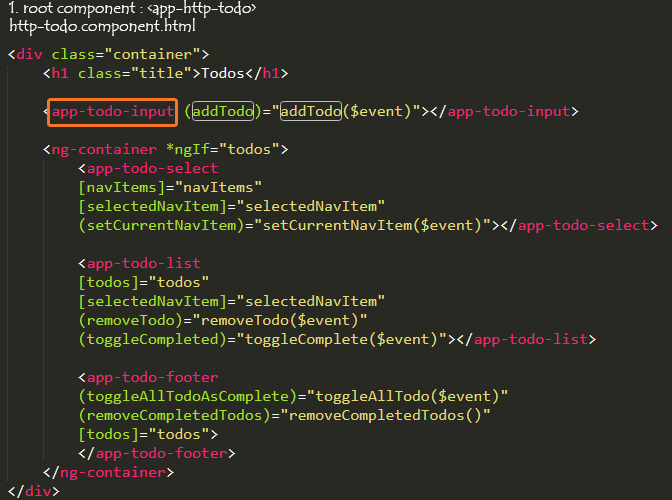 1. root component : <app-http-todo>
http-todo.component.html
<div class="container">
<h1 class="title">Todos</h1>
<app-todo-input (addTodo)="addTodo($event)"></app-todo-input>
<ng-container *ngIf="todos">
<app-todo-select
[navItems]="navItems"
[selectedNavItem]="selectedNavItem"
(setCurrentNavItem)="setCurrentNavItem($event)"></app-todo-select>
<app-todo-list
[todos]="todos"
[selectedNavItem]="selectedNavItem"
(removeTodo)="removeTodo($event)"
(toggleCompleted)="toggleComplete($event)"></app-todo-list>
<app-todo-footer
(toggleAllTodoAsComplete)="toggleAllTodo($event)"
(removeCompletedTodos)="removeCompletedTodos()"
[todos]="todos">
</app-todo-footer>
</ng-container>
</div>